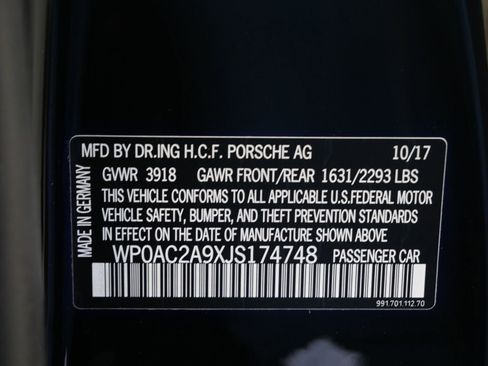 MFD BY DR.ING H.C.F. PORSCHE AG 10/17
GVWR 3918 GAWR FRONT/REAR 1631/2293 LBS
THIS VEHICLE CONFORMS TO ALL APPLICABLE U.S.FEDERAL MOTOR
VEHICLE SAFETY, BUMPER, AND THEFT PREVENTION STANDARDS
IN EFFECT ON THE DATE OF MANUFACTURE SHOWN ABOVE
WP0AC2A9XJS174748 PASSENGER CAR
991.701.112.70
MADE IN GERMANY